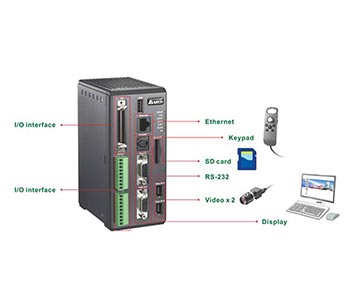 I/O interface
I/O interface
Ethernet
Keypad
SD card
RS-232
Video x 2
Display